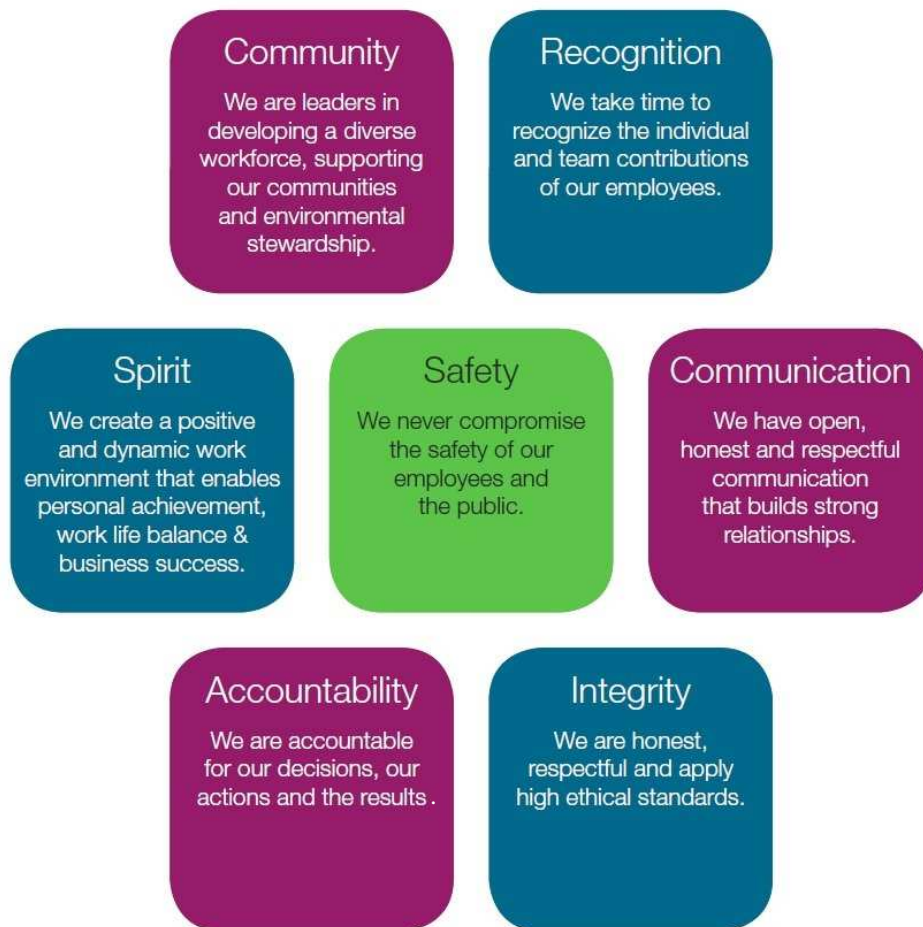 Community
We are leaders in
developing a diverse
workforce, supporting
our communities
and environmental
stewardship.
Recognition
We take time to
recognize the individual
and team contributions
of our employees.
Spirit
We create a positive
and dynamic work
environment that enables
personal achievement,
work life balance &
business success.
Safety
We never compromise
the safety of our
employees and
the public.
Communication
We have open,
honest and respectful
communication
that builds strong
relationships.
Accountability
We are accountable
for our decisions, our
actions and the results.
Integrity
We are honest,
respectful and apply
high ethical standards.